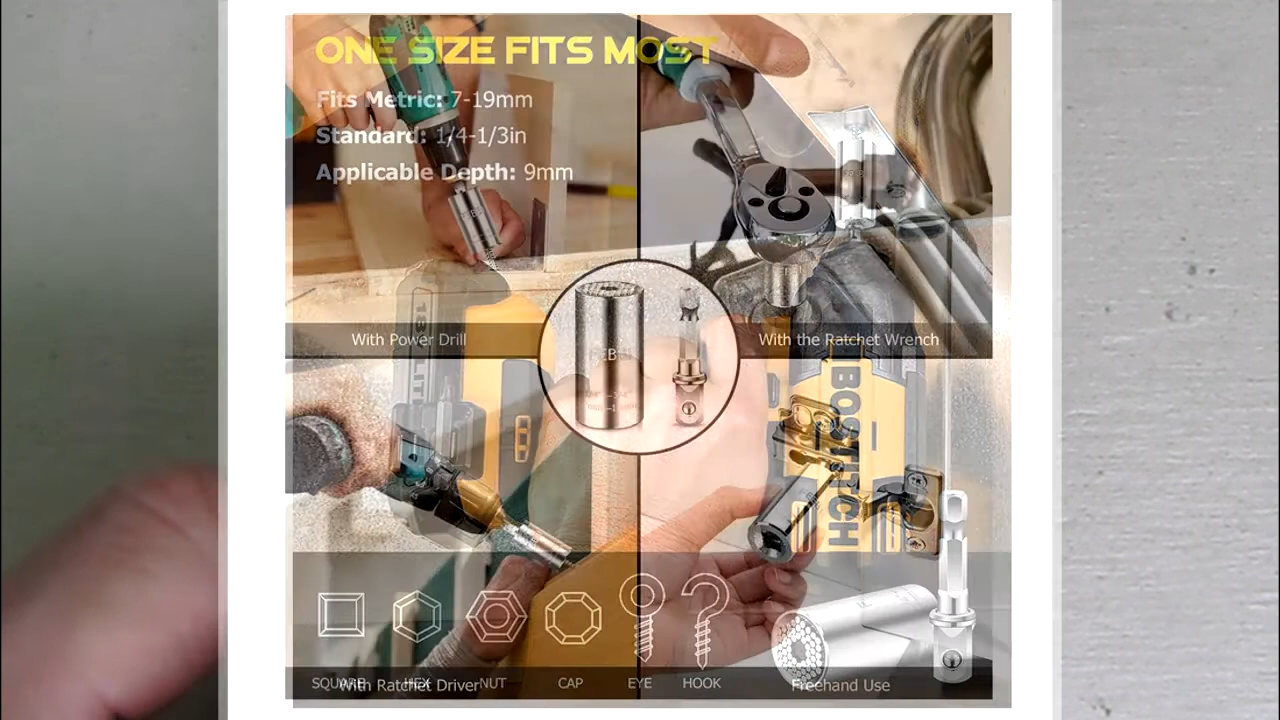 ONE SIZE FITS MOST
Fits Metric: 7-19mm
Standard: 1/4-1/3in
Applicable Depth: 9mm
With Power Drill
With the Ratchet Wrench
BOSTITCH
SQUARE HEX NUT CAP EYE HOOK
With Ratchet Driver
Freehand Use